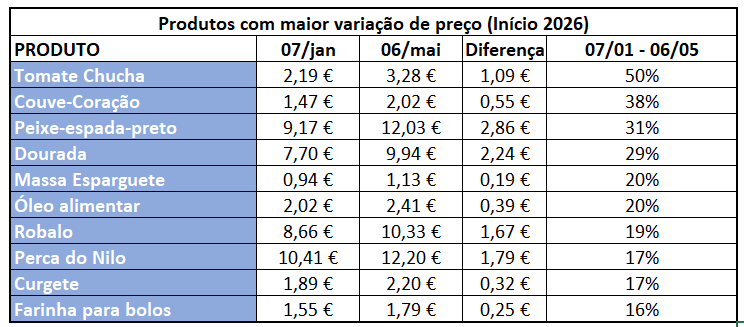 Produtos com maior variação de preço (Início 2026)
PRODUTO 07/jan 06/mai Diferença 07/01 - 06/05
Tomate Chucha 2,19 € 3,28 € 1,09 € 50%
Couve-Coração 1,47 € 2,02 € 0,55 € 38%
Peixe-espada-preto 9,17 € 12,03 € 2,86 € 31%
Dourada 7,70 € 9,94 € 2,24 € 29%
Massa Esparguete 0,94 € 1,13 € 0,19 € 20%
Óleo alimentar 2,02 € 2,41 € 0,39 € 20%
Robalo 8,66 € 10,33 € 1,67 € 19%
Perca do Nilo 10,41 € 12,20 € 1,79 € 17%
Curgete 1,89 € 2,20 € 0,32 € 17%
Farinha para bolos 1,55 € 1,79 € 0,25 € 16%